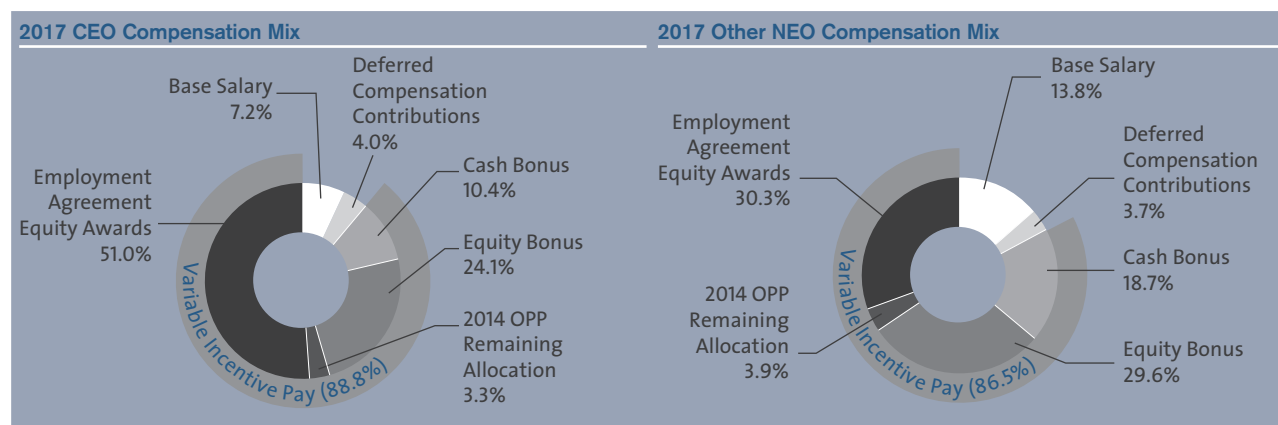 2017 CEO Compensation Mix
Base Salary
7.2%
Deferred
Compensation
Contributions
4.0%
Cash Bonus
10.4%
Equity Bonus
24.1%
2014 OPP
Remaining
Allocation
3.3%
Employment
Agreement
Equity Awards
51.0%
Variable Incentive Pay (88.8%)
2017 Other NEO Compensation Mix
Base Salary
13.8%
Deferred
Compensation
Contributions
3.7%
Cash Bonus
18.7%
Equity Bonus
29.6%
2014 OPP
Remaining
Allocation
3.9%
Employment
Agreement
Equity Awards
30.3%
Variable Incentive Pay (86.5%)